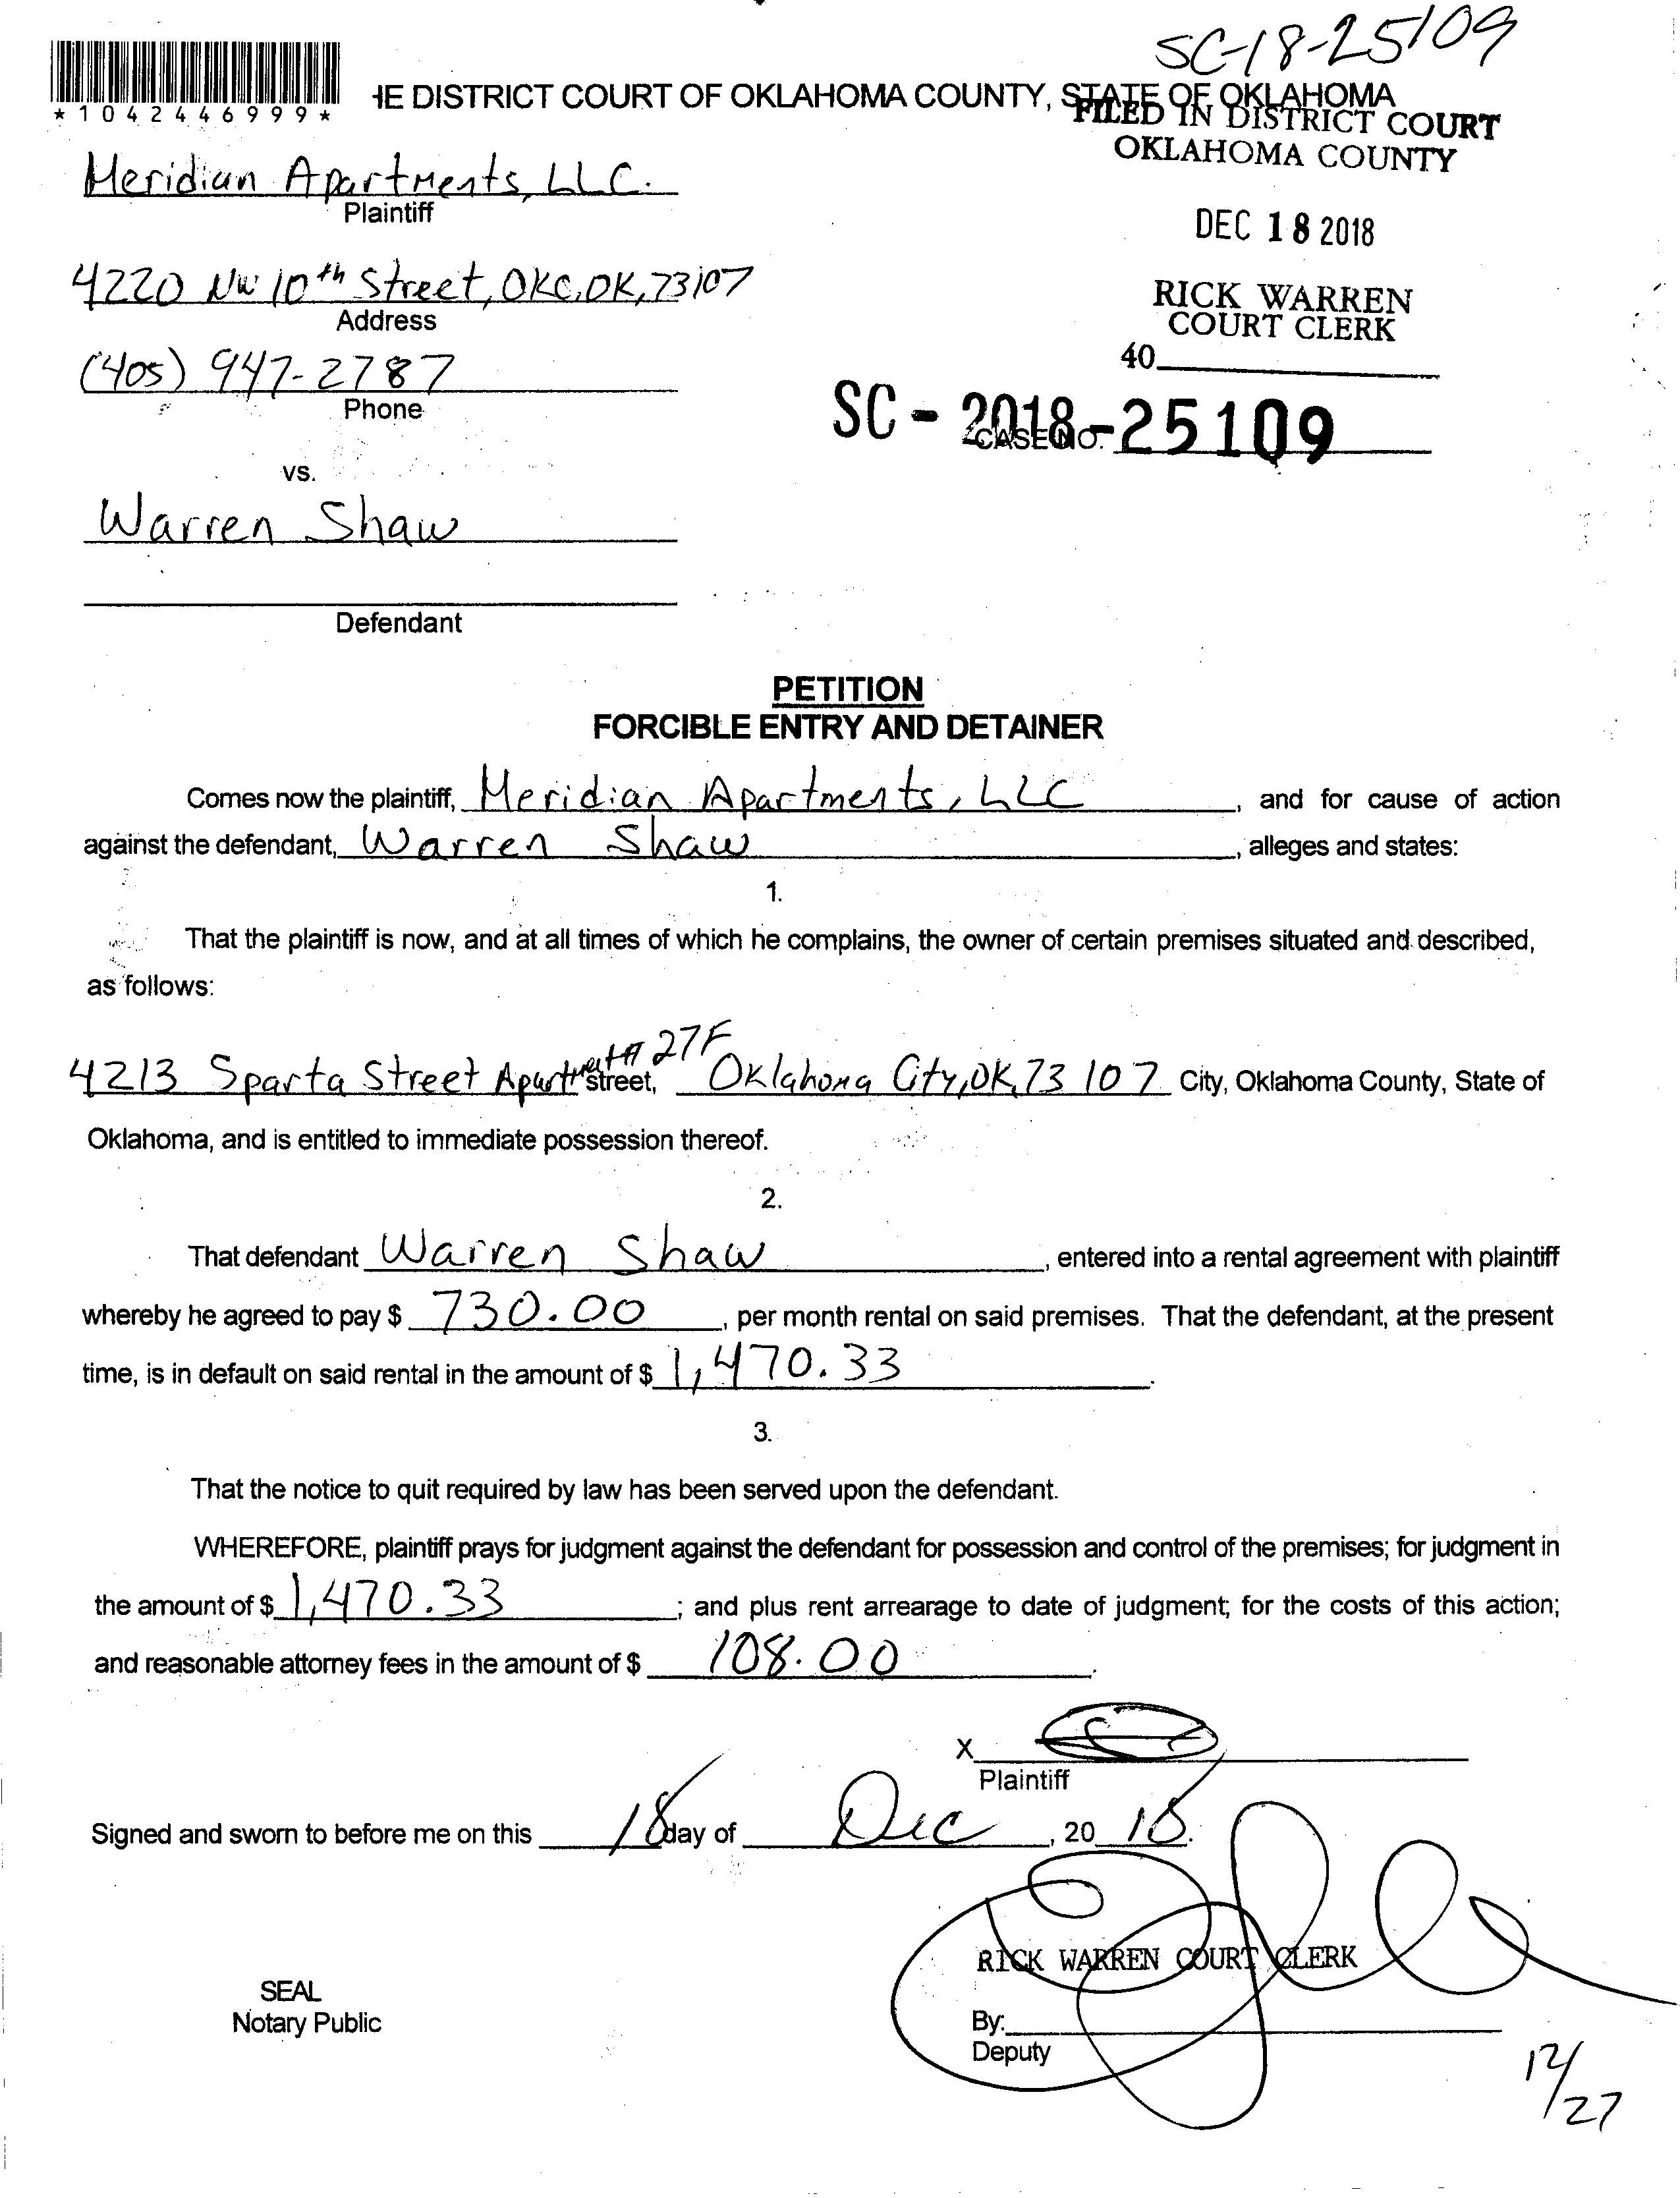 SC-18-25109
*1042446999*
HE DISTRICT COURT OF OKLAHOMA COUNTY, STATE OF OKLAHOMA
FILED IN DISTRICT COURT
OKLAHOMA COUNTY
Meridian Apartments, LLC.
Plaintiff
DEC 18 2018
4220 NW 10th Street, OKC, OK, 73107
Address
RICK WARREN
COURT CLERK
40
(405) 947-2787
Phone
SC - 2018-25109
CASE NO.
vs.
Warren Shaw
Defendant
PETITION
FORCIBLE ENTRY AND DETAINER
Comes now the plaintiff, Meridian Apartments, LLC, and for cause of action
against the defendant, Warren Shaw, alleges and states:
1.
That the plaintiff is now, and at all times of which he complains, the owner of certain premises situated and described,
as follows:
4213 Sparta Street Apartment# 27F street, Oklahoma City, OK, 73107 City, Oklahoma County, State of
Oklahoma, and is entitled to immediate possession thereof.
2.
That defendant Warren Shaw, entered into a rental agreement with plaintiff
whereby he agreed to pay $ 730.00, per month rental on said premises. That the defendant, at the present
time, is in default on said rental in the amount of $ 1,470.33.
3.
That the notice to quit required by law has been served upon the defendant.
WHEREFORE, plaintiff prays for judgment against the defendant for possession and control of the premises; for judgment in
the amount of $ 1,470.33; and plus rent arrearage to date of judgment; for the costs of this action;
and reasonable attorney fees in the amount of $ 108.00.
X
Plaintiff
Signed and sworn to before me on this 18 day of Dec, 20 18.
RICK WARREN COURT CLERK
SEAL
Notary Public
By:
Deputy
12/27